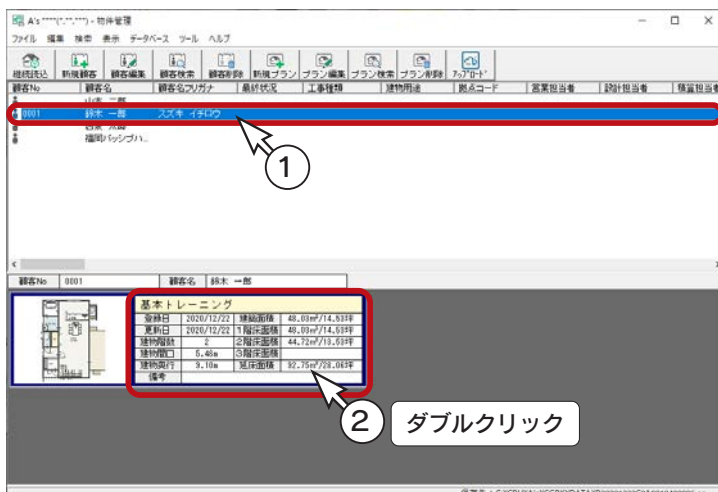 A's ****(*.**.***) - 物件管理
ファイル 編集 検索 表示 データベース ツール ヘルプ
継続読込 新規顧客 顧客編集 顧客検索 顧客削除 新規プラン プラン編集 プラン検索 プラン削除 アップロード
顧客No 顧客名 顧客名フリガナ 最終状況 工事種類 建物用途 拠点コード 営業担当者 設計担当者 積算担当者
0001 鈴木 一郎 スズキ イチロウ
①
福岡パッシブハ..
顧客No 0001 顧客名 鈴木 一郎
基本トレーニング
登録日 2020/12/22 建築面積 48.03m²/14.53坪
更新日 2020/12/22 1階床面積 48.03m²/14.53坪
建物階数 2 2階床面積 44.72m²/13.53坪
建物間口 5.46m 3階床面積
建物奥行 9.10m 延床面積 92.75m²/28.06坪
備考
② ダブルクリック